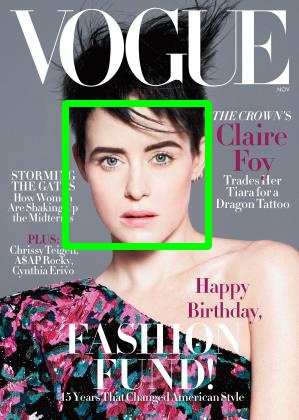 VOGUE
NOV
THE CROWN'S
Claire
Foy
Trades Her
Tiara for a
Dragon Tattoo
STORMING
THE GATES
How Women
Are Shaking Up
the Midterms
PLUS:
Chrissy Teigen,
ASAP Rocky,
Cynthia Erivo
Happy
Birthday,
FASHION
FUND!
15 Years That Changed American Style